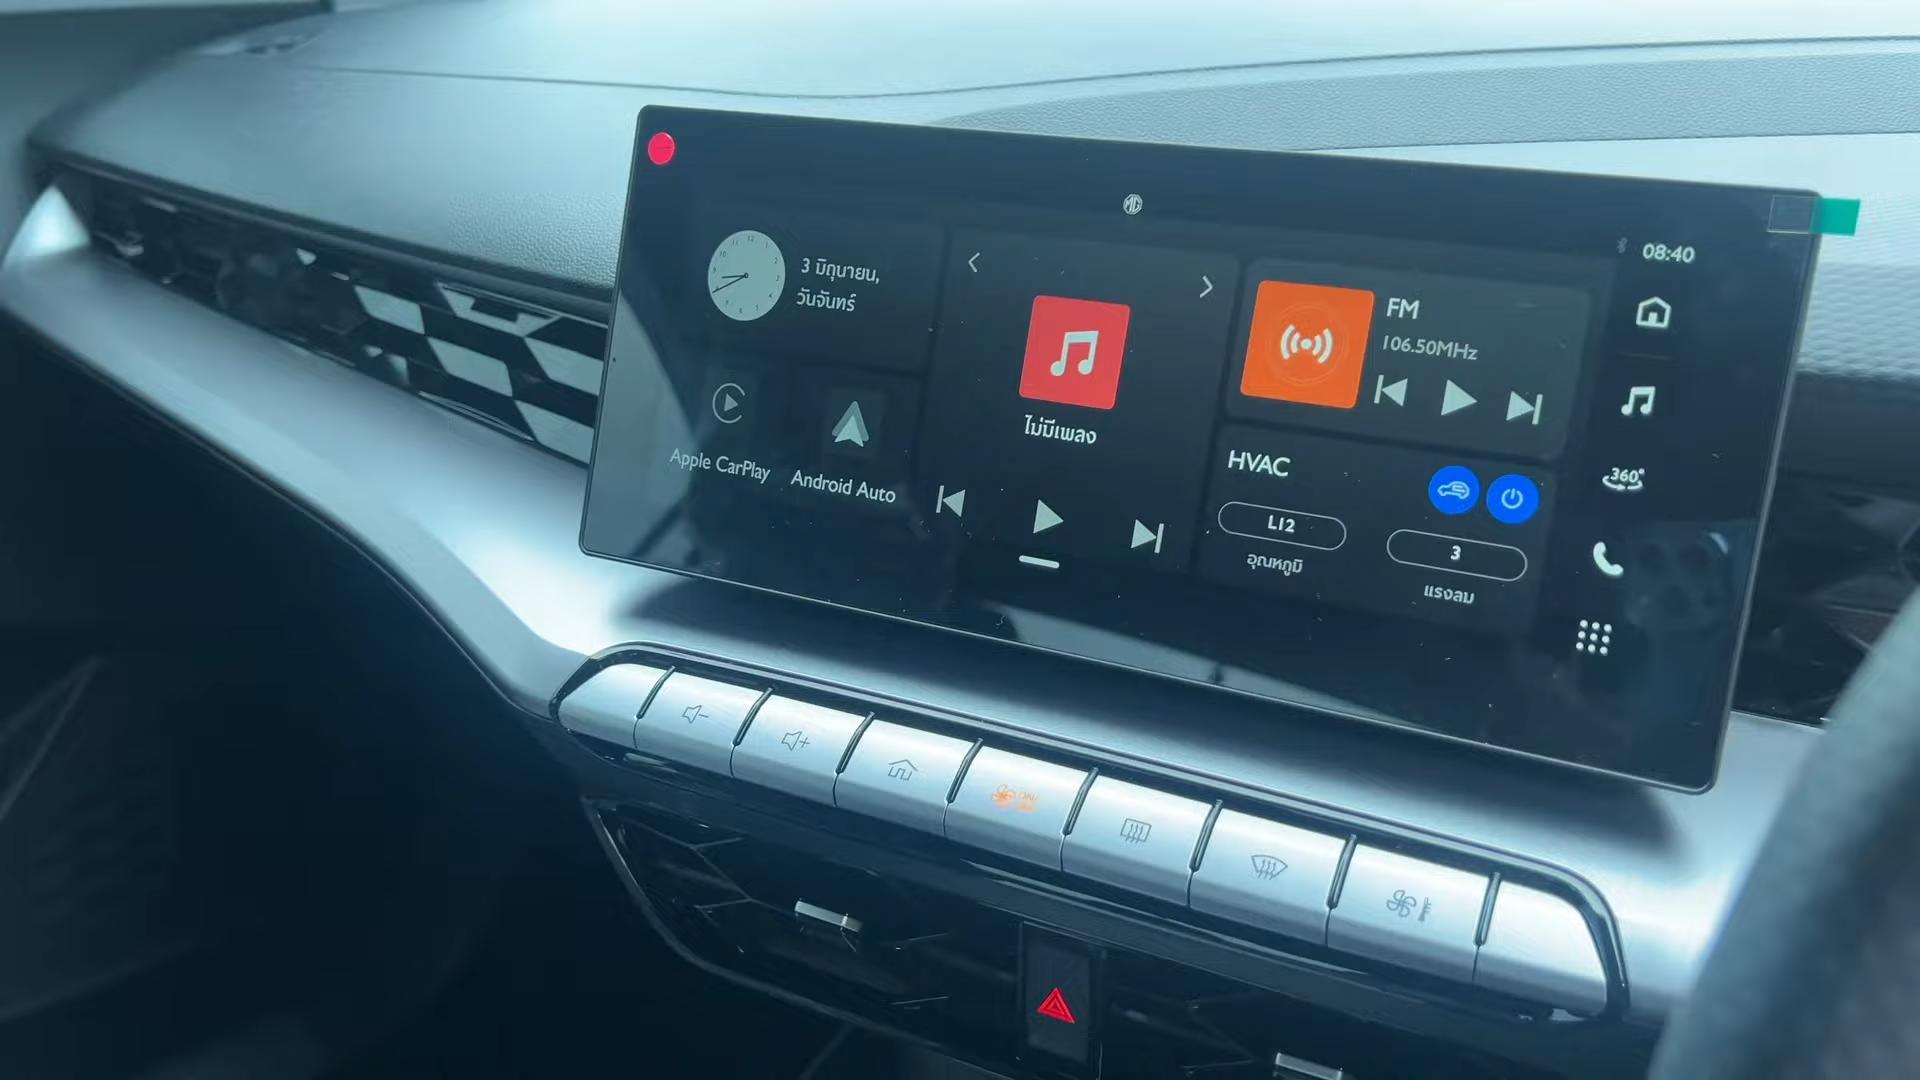 MG
08:40
3 มิถุนายน,
วันจันทร์
Apple CarPlay
Android Auto
ไม่มีเพลง
FM
106.50MHz
HVAC
L12
อุณหภูมิ
3
แรงลม
360°